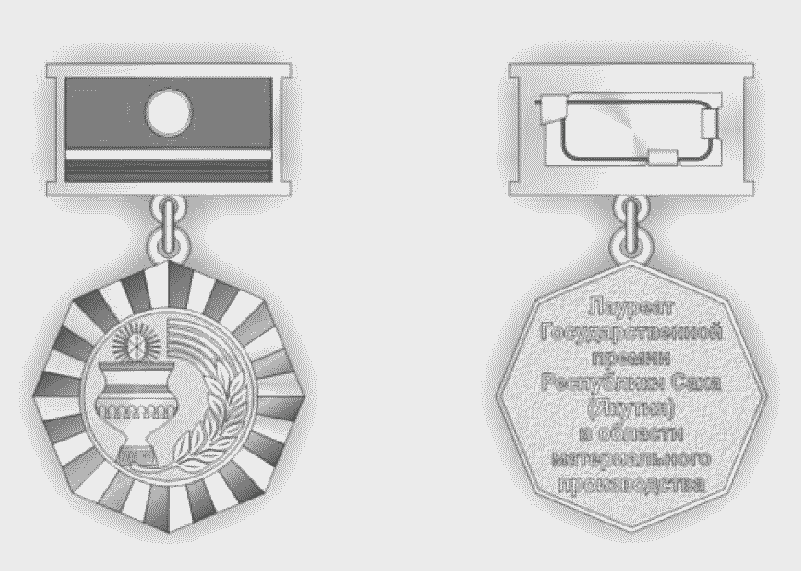 Лауреат
Государственной
премии
Республики Саха
(Якутия)
в области
материального
производства